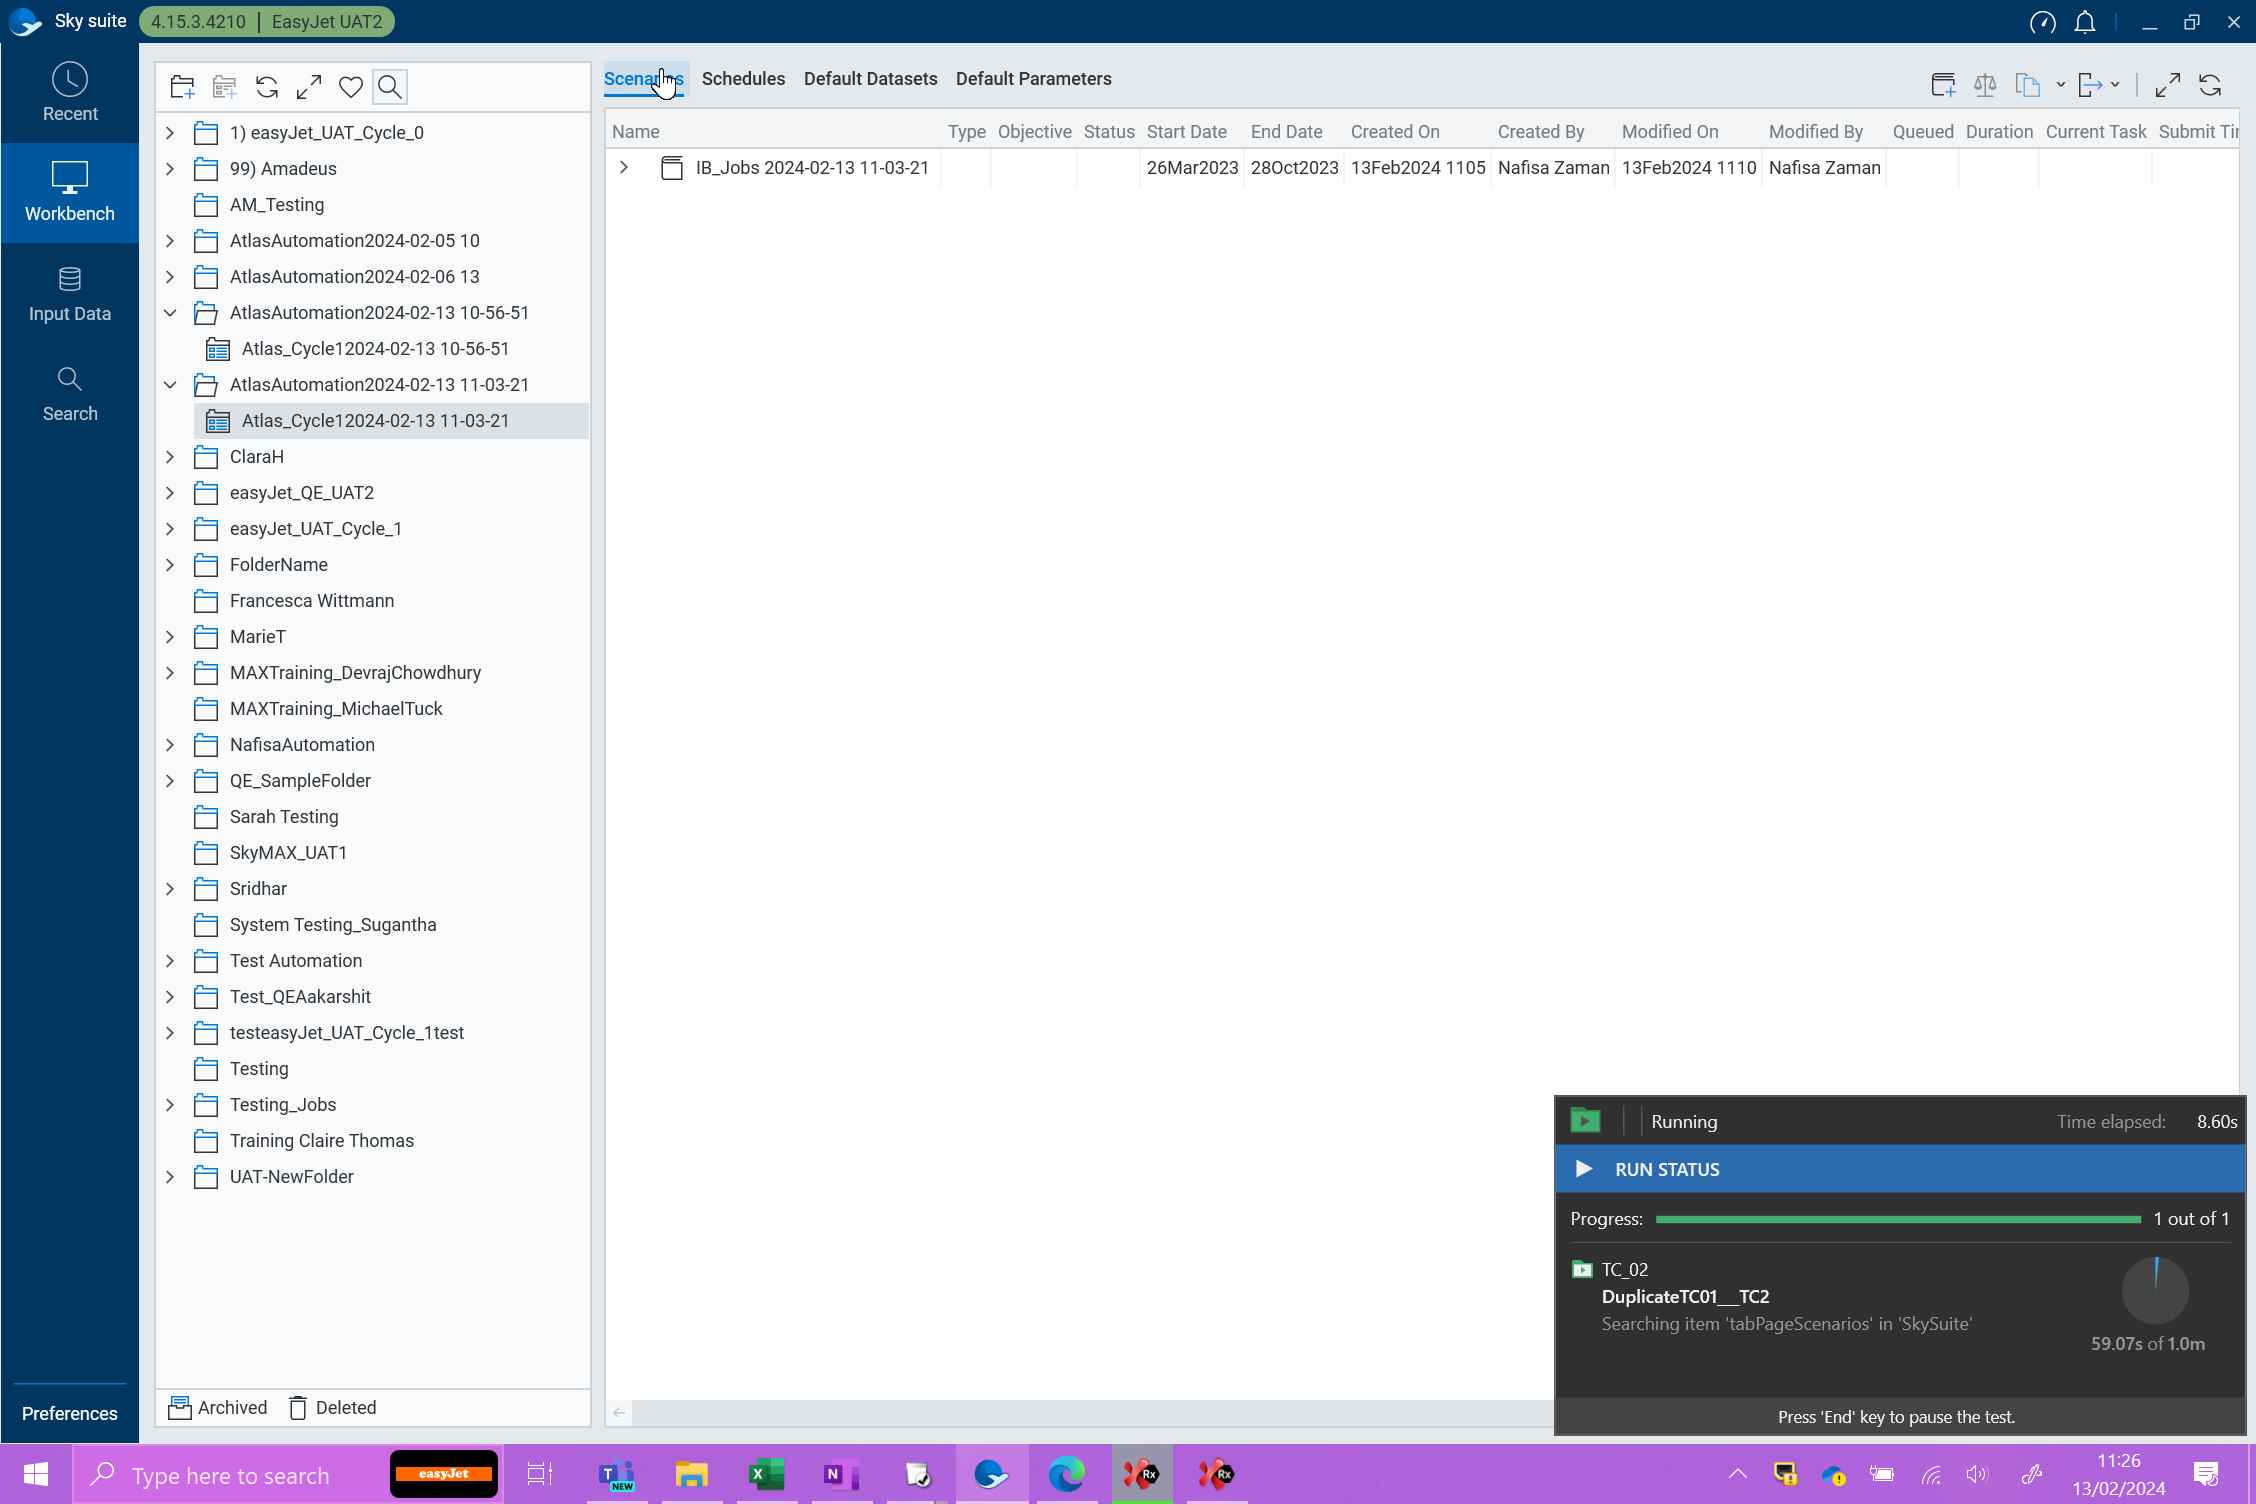 Sky suite 4.15.3.4210 | EasyJet UAT2
Recent
Workbench
Input Data
Search
Preferences
1) easyJet_UAT_Cycle_0
99) Amadeus
AM_Testing
AtlasAutomation2024-02-05 10
AtlasAutomation2024-02-06 13
AtlasAutomation2024-02-13 10-56-51
Atlas_Cycle12024-02-13 10-56-51
AtlasAutomation2024-02-13 11-03-21
Atlas_Cycle12024-02-13 11-03-21
ClaraH
easyJet_QE_UAT2
easyJet_UAT_Cycle_1
FolderName
Francesca Wittmann
MarieT
MAXTraining_DevrajChowdhury
MAXTraining_MichaelTuck
NafisaAutomation
QE_SampleFolder
Sarah Testing
SkyMAX_UAT1
Sridhar
System Testing_Sugantha
Test Automation
Test_QEAakarshit
testeasyJet_UAT_Cycle_1test
Testing
Testing_Jobs
Training Claire Thomas
UAT-NewFolder
Archived Deleted
Scenarios Schedules Default Datasets Default Parameters
Name Type Objective Status Start Date End Date Created On Created By Modified On Modified By Queued Duration Current Task Submit Tir
IB_Jobs 2024-02-13 11-03-21 26Mar2023 28Oct2023 13Feb2024 1105 Nafisa Zaman 13Feb2024 1110 Nafisa Zaman
Running Time elapsed: 8.60s
RUN STATUS
Progress: 1 out of 1
TC_02
DuplicateTC01__TC2
Searching item 'tabPageScenarios' in 'SkySuite'
59.07s of 1.0m
Press 'End' key to pause the test.
Type here to search
easyJet
NEW
Rx
Rx
11:26
13/02/2024